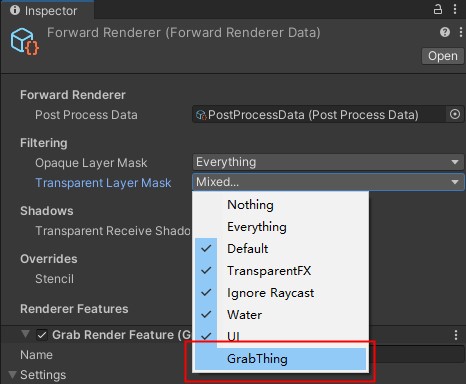 Inspector
Forward Renderer (Forward Renderer Data)
Open
Forward Renderer
Post Process Data PostProcessData (Post Process Data)
Filtering
Opaque Layer Mask Everything
Transparent Layer Mask Mixed...
Nothing
Everything
Shadows
Default
Transparent Receive Shado
TransparentFX
Overrides
Ignore Raycast
Stencil
Water
Renderer Features
UI
Grab Render Feature (G
GrabThing
Name
Settings